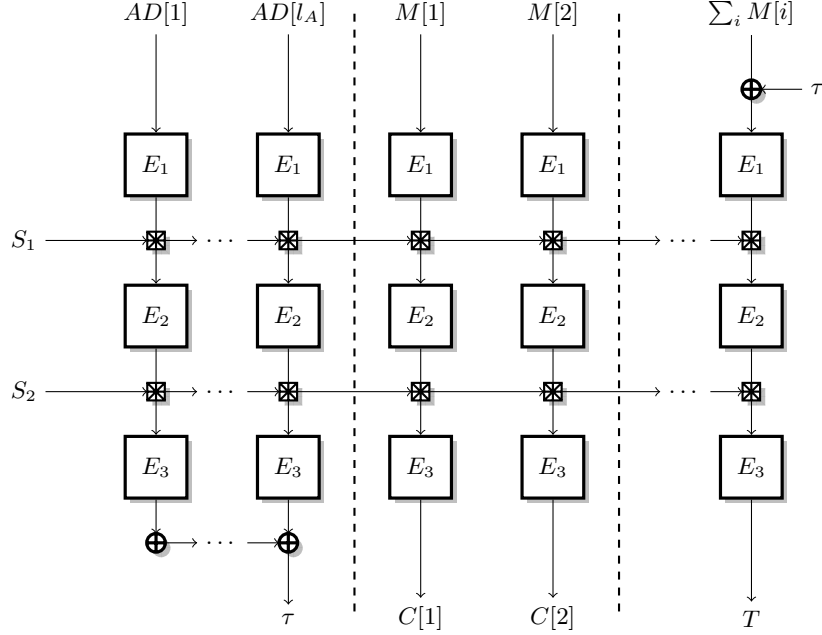 AD[1] AD[l_A] M[1] M[2] ∑_i M[i]
τ
E_1 E_1 E_1 E_1 E_1
S_1 ··· ···
E_2 E_2 E_2 E_2 E_2
S_2 ··· ···
E_3 E_3 E_3 E_3 E_3
···
τ C[1] C[2] T